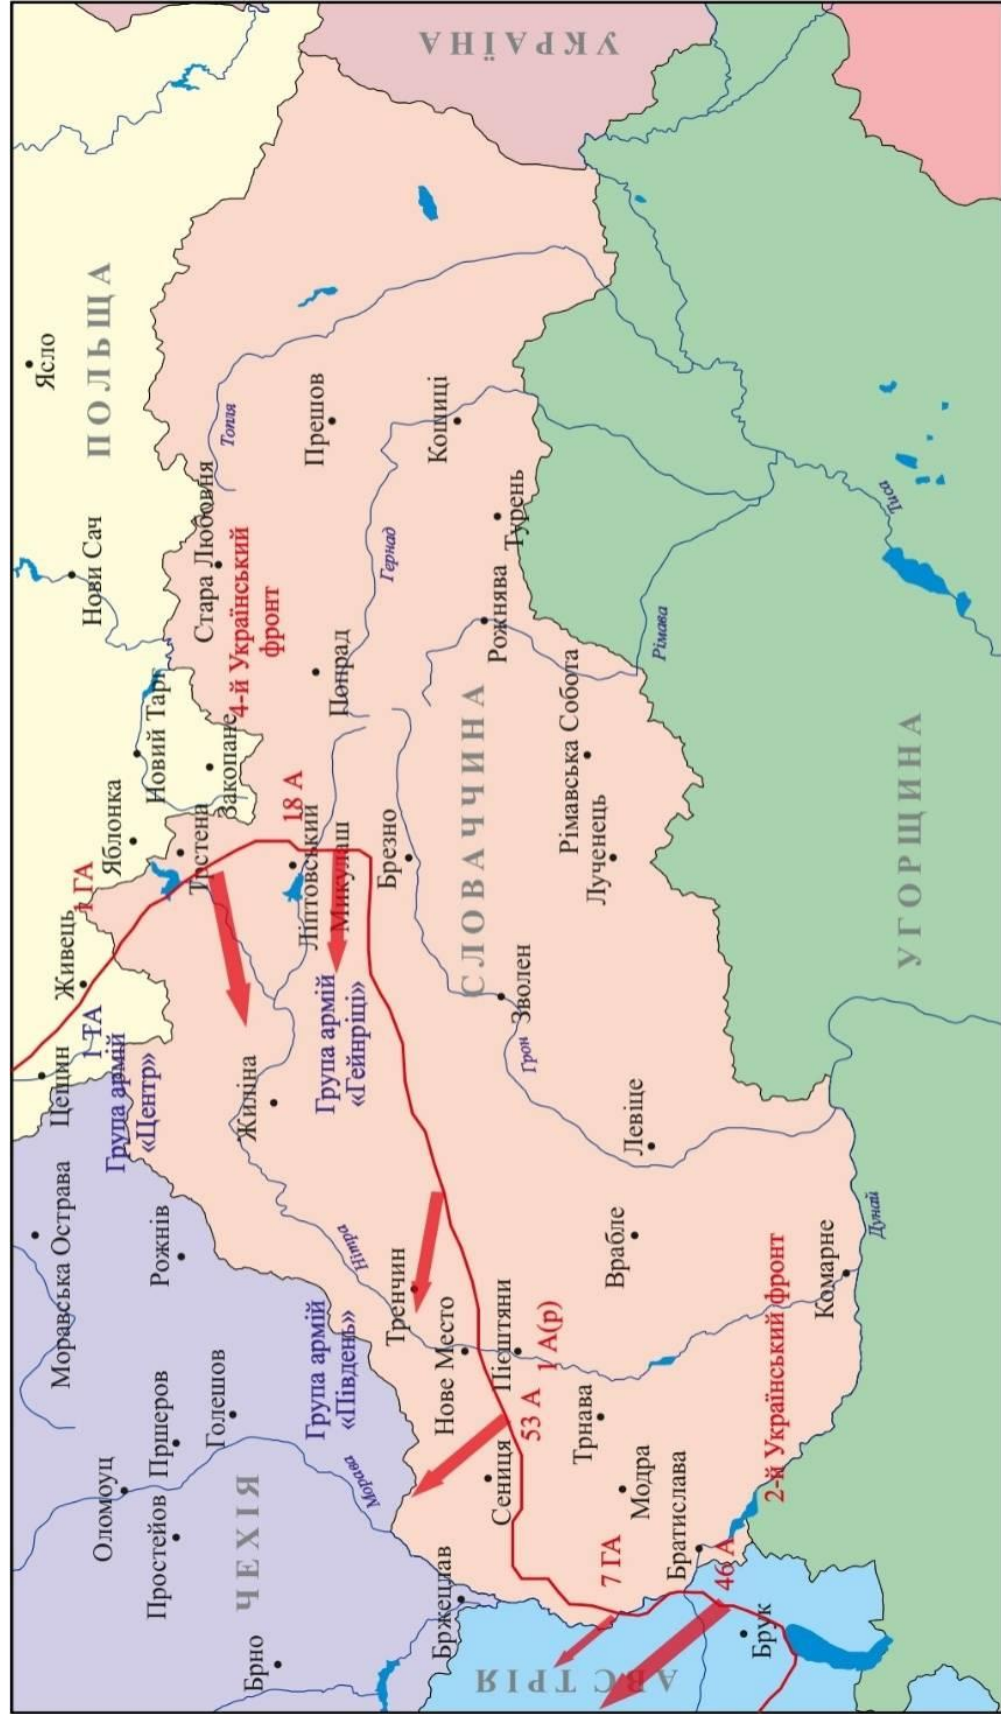 ПОЛЬЩА
УКРАЇНА
ЧЕХІЯ
СЛОВАЧЧИНА
АВСТРІЯ
УГОРЩИНА
Ясло
Нови Сач
Новий Тарг
Яблонка
Закопане
Живець
1 ГА
Цешин
1 ТА
Група армій
«Центр»
Моравська Острава
Рожнів
Оломоуц
Простейов
Пршеров
Голешов
Брно
Бржецлав
Морава
Група армій
«Південь»
Стара Любовня
4-й Український
фронт
Топля
Прешов
Кошиці
Гернад
Турень
Рожнява
Попрад
Трстена
18 А
Ліптовський
Микулаш
Брезно
Група армій
«Гейнріці»
Жиліна
Нітра
Тренчин
Нове Место
Пієштяни
1 А(р)
53 А
Сениця
Трнава
Модра
Братислава
7 ГА
46 А
Брук
2-й Український фронт
Комарне
Дунай
Врабле
Левіце
Грон
Зволен
Лученець
Рімавська Собота
Рімава
Тиса